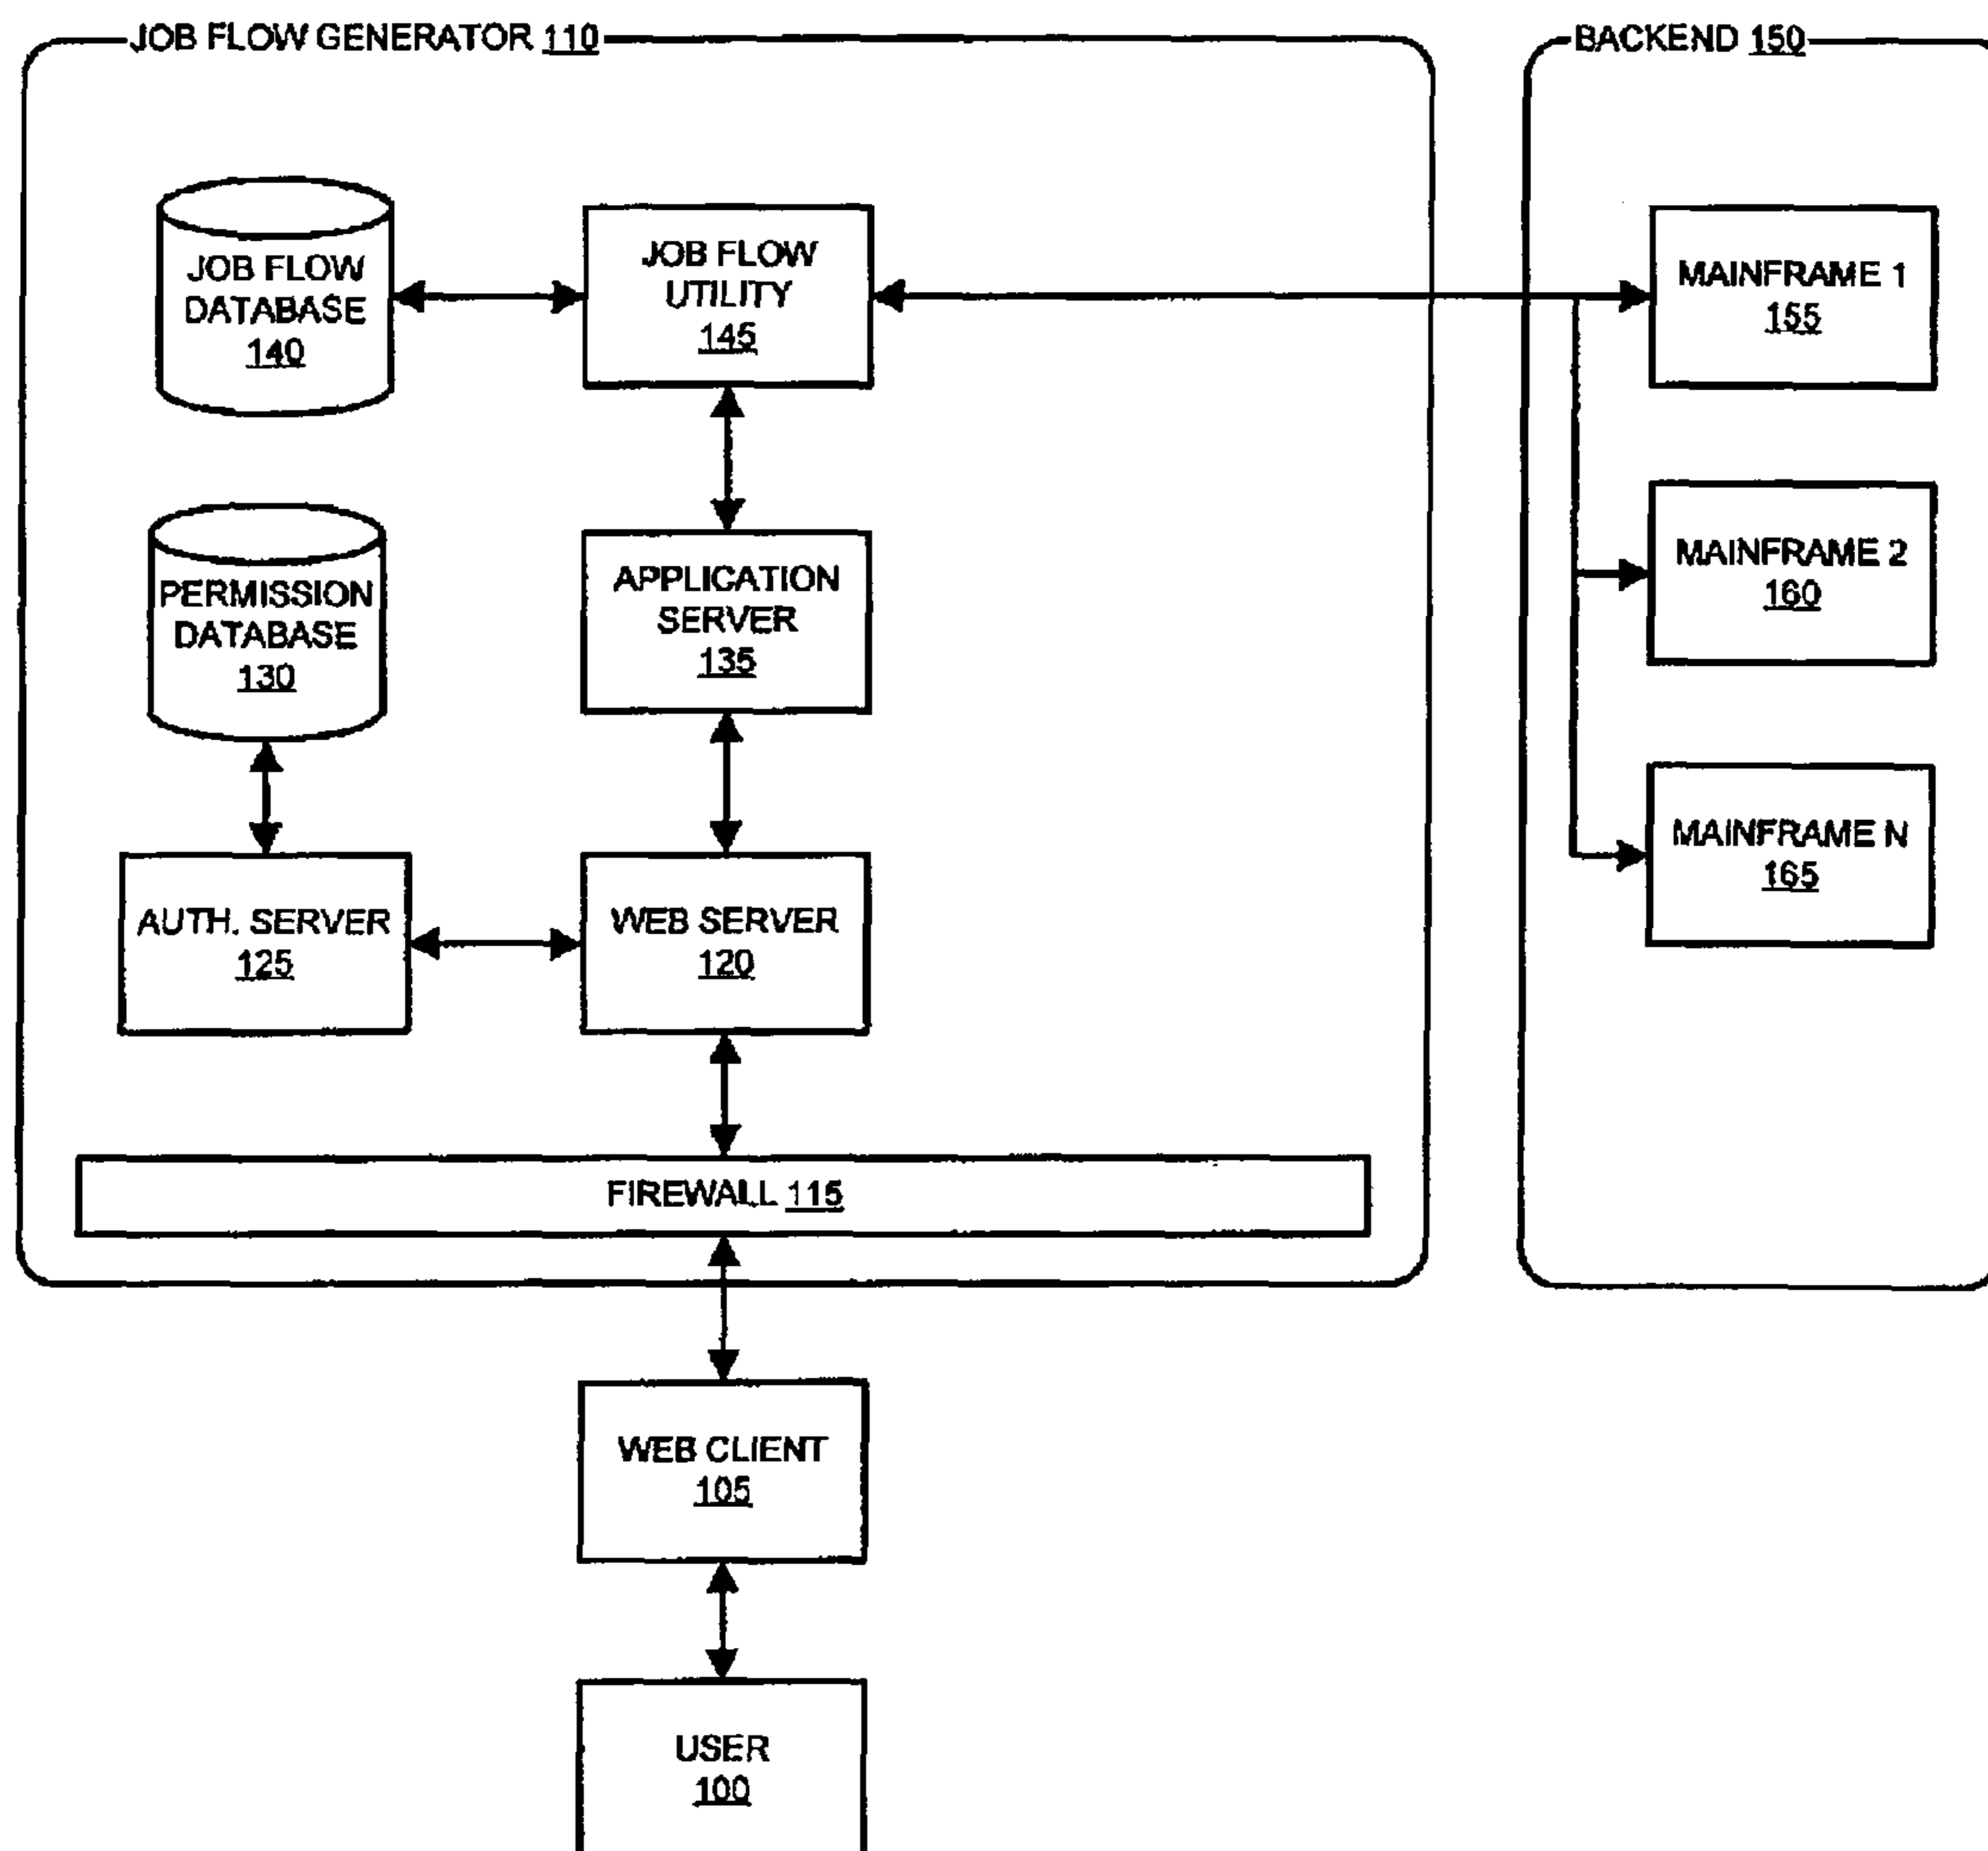 JOB FLOW GENERATOR 110
BACKEND 150
JOB FLOW
DATABASE
140
JOB FLOW
UTILITY
145
MAINFRAME 1
155
PERMISSION
DATABASE
130
APPLICATION
SERVER
135
MAINFRAME 2
160
MAINFRAME N
165
AUTH. SERVER
125
WEB SERVER
120
FIREWALL 115
WEB CLIENT
105
USER
100